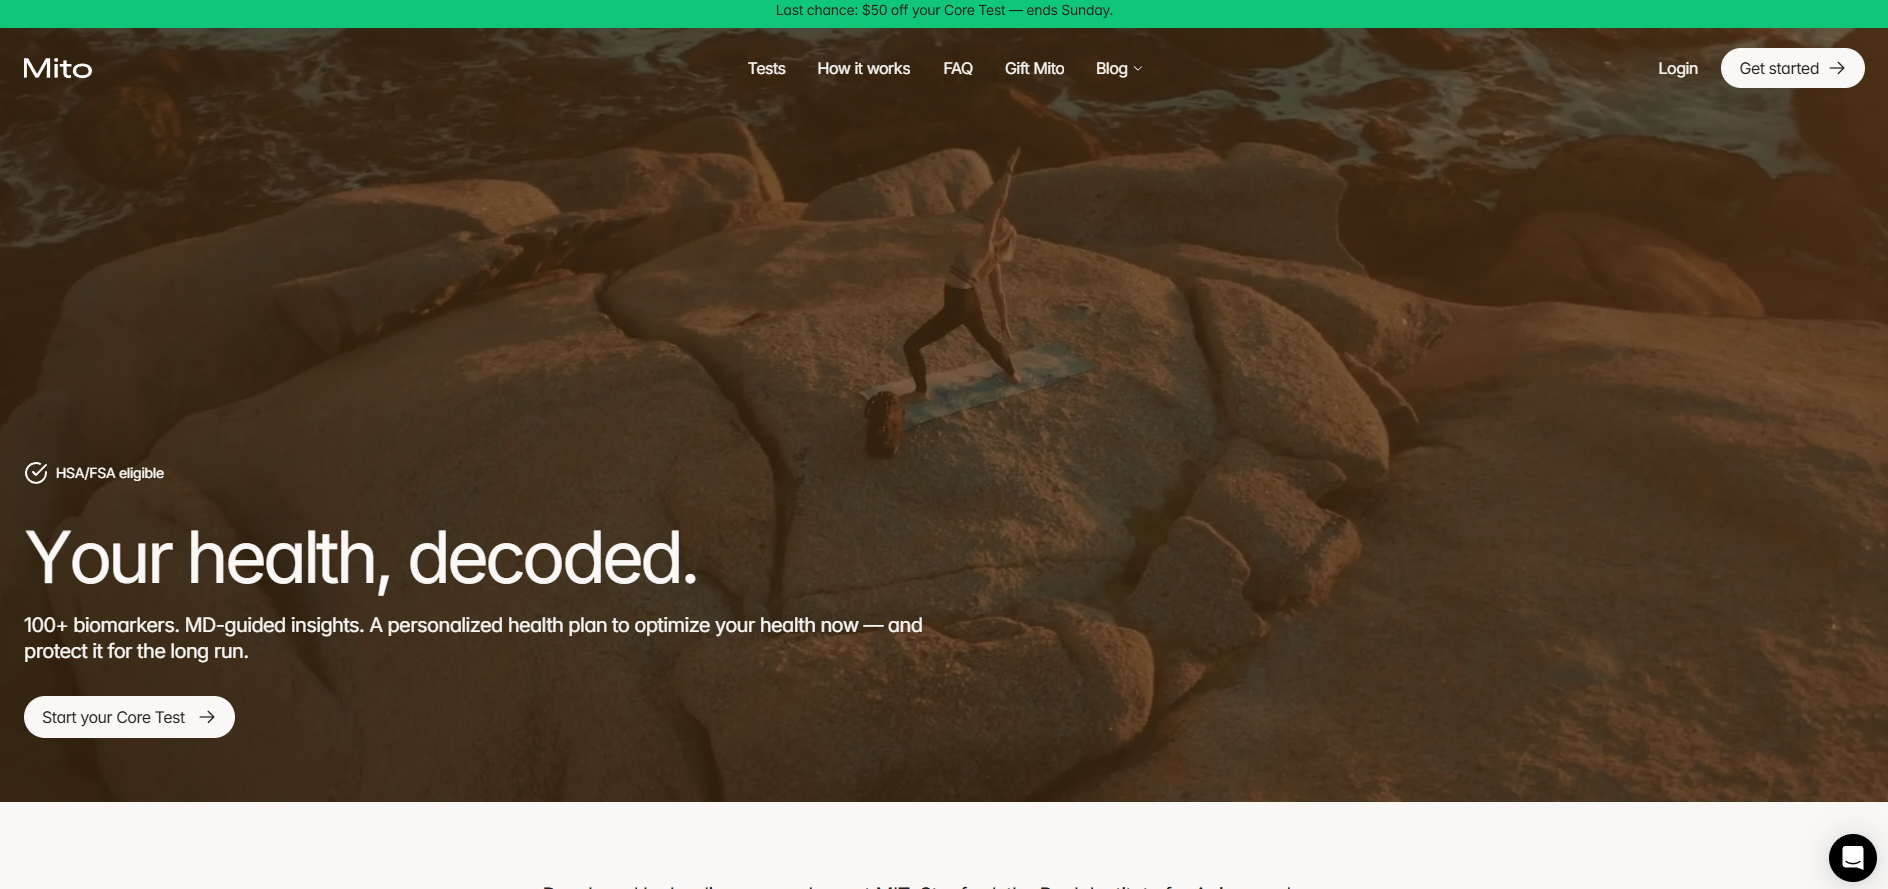 Last chance: $50 off your Core Test — ends Sunday.
Mito
Tests
How it works
FAQ
Gift Mito
Blog
Login
Get started
HSA/FSA eligible
Your health, decoded.
100+ biomarkers. MD-guided insights. A personalized health plan to optimize your health now — and
protect it for the long run.
Start your Core Test